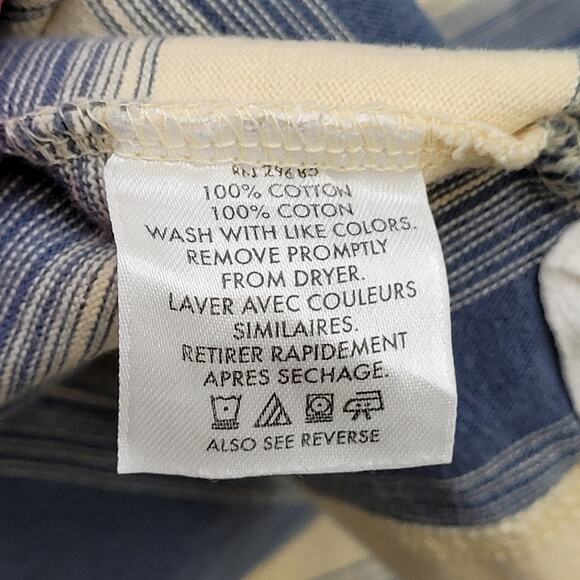 100% COTTON
100% COTON
WASH WITH LIKE COLORS.
REMOVE PROMPTLY
FROM DRYER.
LAVER AVEC COULEURS
SIMILAIRES.
RETIRER RAPIDEMENT
APRES SECHAGE.
ALSO SEE REVERSE